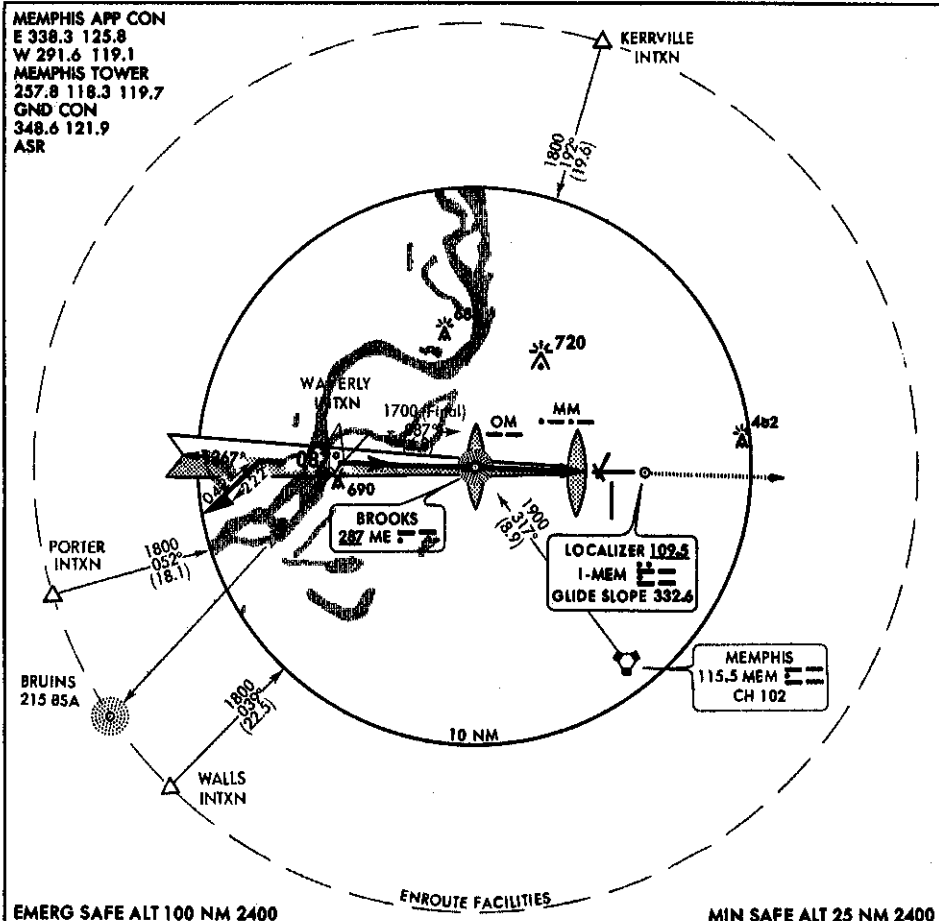 MEMPHIS APP CON
E 338.3 125.8
W 291.6 119.1
MEMPHIS TOWER
257.8 118.3 119.7
GND CON
348.6 121.9
ASR
KERRVILLE
INTXN
1800
192°
(19.6)
720
WAVERLY
INTXN
1700 (Final)
087°
OM
MM
267°
222°
690
BROOKS
287 ME
1900
317°
(8.9)
LOCALIZER 109.5
I-MEM
GLIDE SLOPE 332.6
PORTER
INTXN
1800
052°
(18.1)
MEMPHIS
115.5 MEM
CH 102
BRUINS
215 BSA
1800
039°
(22.5)
10 NM
WALLS
INTXN
ENROUTE FACILITIES
EMERG SAFE ALT 100 NM 2400
MIN SAFE ALT 25 NM 2400